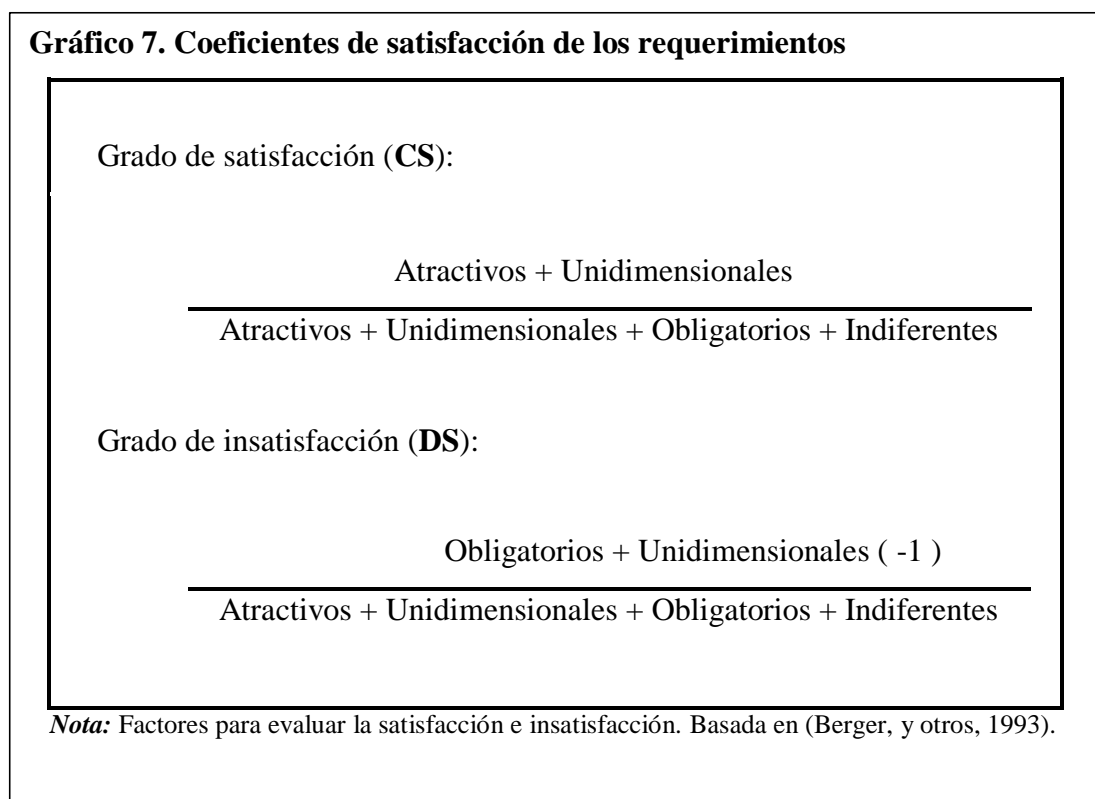 Gráfico 7. Coeficientes de satisfacción de los requerimientos
Grado de satisfacción (CS):
Atractivos + Unidimensionales
Atractivos + Unidimensionales + Obligatorios + Indiferentes
Grado de insatisfacción (DS):
Obligatorios + Unidimensionales ( -1 )
Atractivos + Unidimensionales + Obligatorios + Indiferentes
Nota: Factores para evaluar la satisfacción e insatisfacción. Basada en (Berger, y otros, 1993).